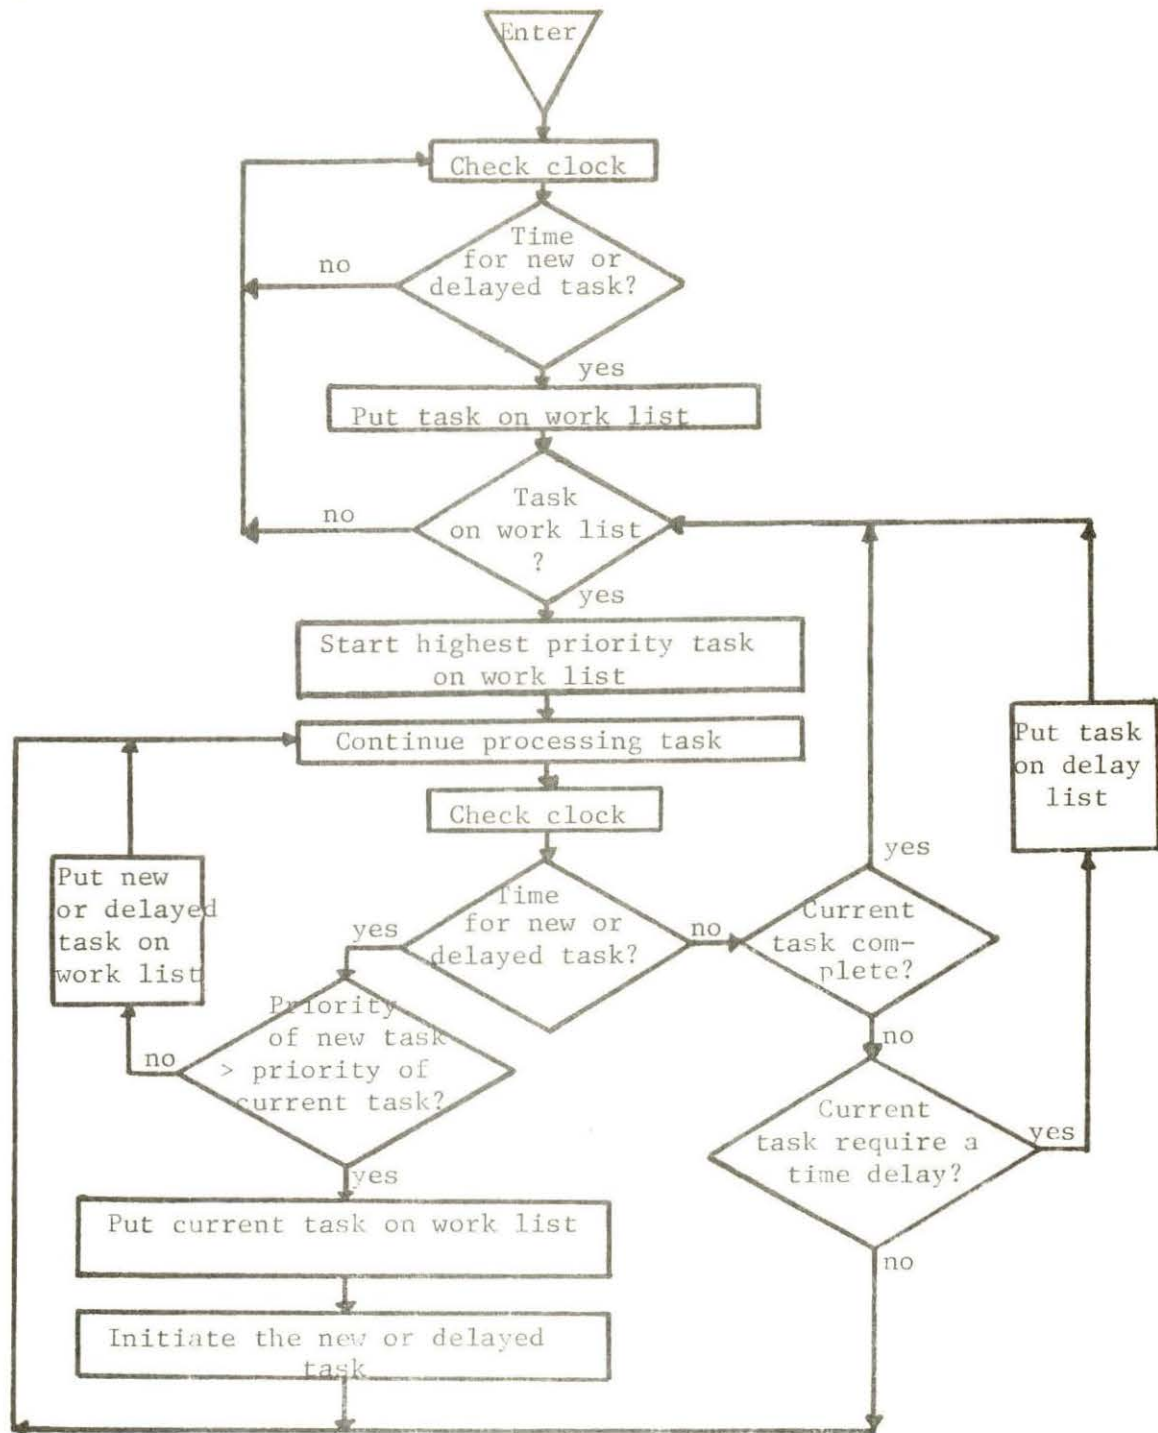 Enter
Check clock
Time
for new or
delayed task?
no
yes
Put task on work list
Task
on work list
?
no
yes
Start highest priority task
on work list
Continue processing task
Check clock
Put task
on delay
list
Put new
or delayed
task on
work list
Time
for new or
delayed task?
yes
no
yes
Current
task com-
plete?
no
Priority
of new task
> priority of
current task?
no
yes
Current
task require a
time delay?
yes
no
Put current task on work list
Initiate the new or delayed
task